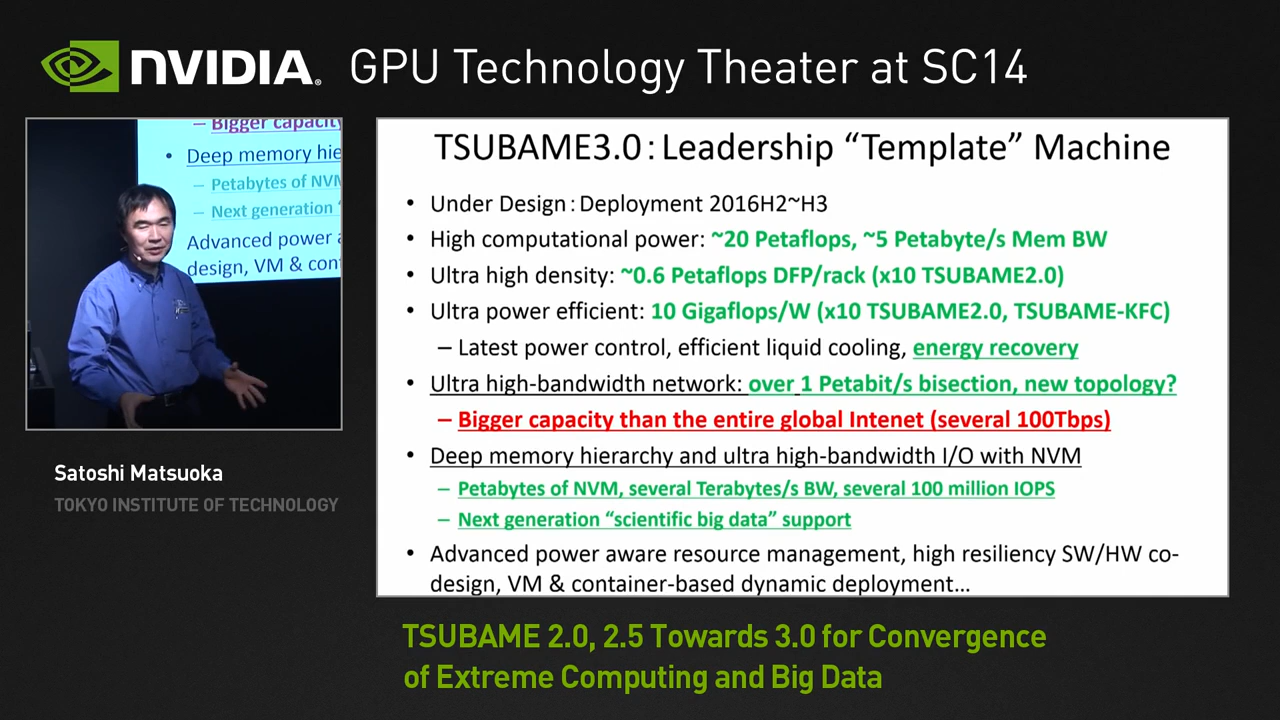 NVIDIA® GPU Technology Theater at SC14
– Bigger capacity
• Deep memory hie
– Petabytes of NVM
– Next generation “
Advanced power a
design, VM & con
Satoshi Matsuoka
TOKYO INSTITUTE OF TECHNOLOGY
TSUBAME3.0 : Leadership “Template” Machine
• Under Design : Deployment 2016H2~H3
• High computational power: ~20 Petaflops, ~5 Petabyte/s Mem BW
• Ultra high density: ~0.6 Petaflops DFP/rack (x10 TSUBAME2.0)
• Ultra power efficient: 10 Gigaflops/W (x10 TSUBAME2.0, TSUBAME-KFC)
– Latest power control, efficient liquid cooling, energy recovery
• Ultra high-bandwidth network: over 1 Petabit/s bisection, new topology?
– Bigger capacity than the entire global Intenet (several 100Tbps)
• Deep memory hierarchy and ultra high-bandwidth I/O with NVM
– Petabytes of NVM, several Terabytes/s BW, several 100 million IOPS
– Next generation “scientific big data” support
• Advanced power aware resource management, high resiliency SW/HW co-
design, VM & container-based dynamic deployment…
TSUBAME 2.0, 2.5 Towards 3.0 for Convergence
of Extreme Computing and Big Data